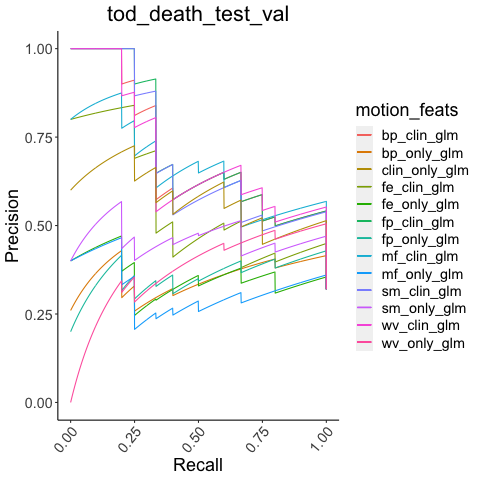 tod_death_test_val
1.00
0.75
0.50
0.25
0.00
Precision
0.00
0.25
0.50
0.75
1.00
Recall
motion_feats
bp_clin_glm
bp_only_glm
clin_only_glm
fe_clin_glm
fe_only_glm
fp_clin_glm
fp_only_glm
mf_clin_glm
mf_only_glm
sm_clin_glm
sm_only_glm
wv_clin_glm
wv_only_glm